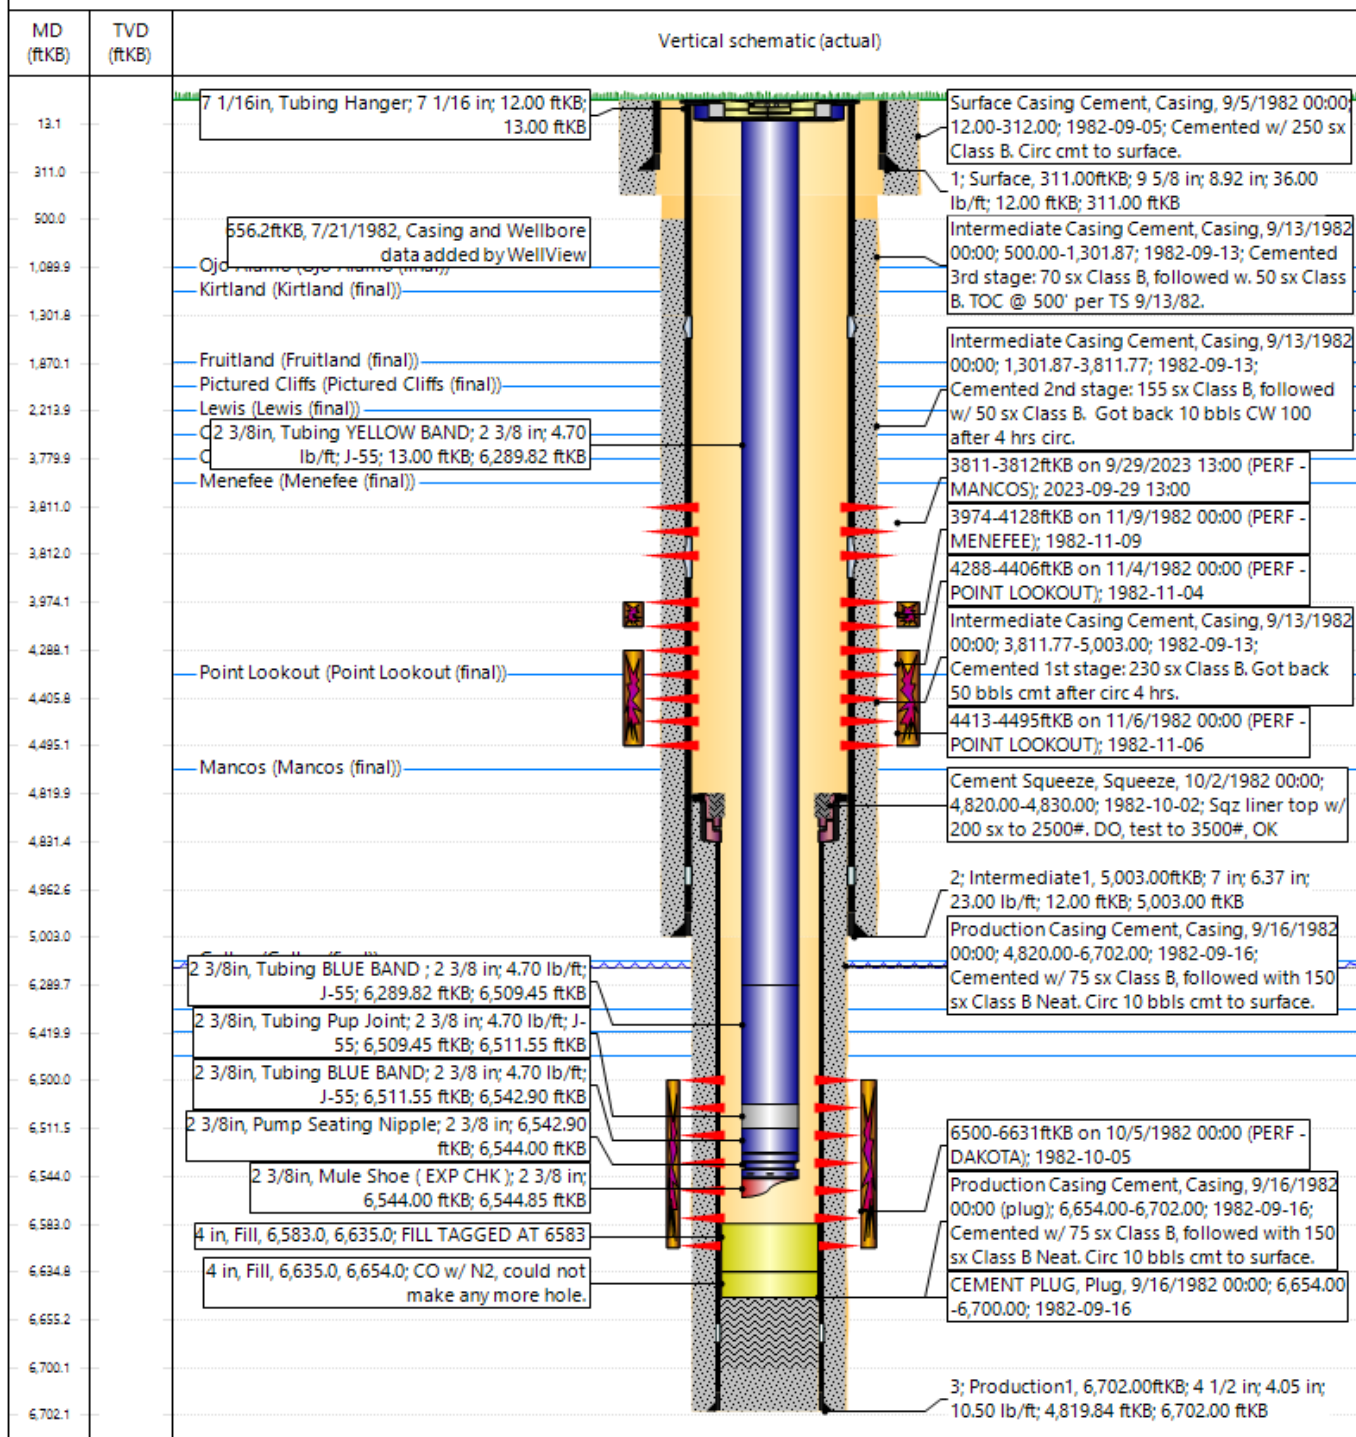 MD
(ftKB)
TVD
(ftKB)
Vertical schematic (actual)
13.1
311.0
500.0
1,089.9
1,301.8
1,870.1
2,213.9
3,779.9
3,811.0
3,812.0
3,974.1
4,288.1
4,405.8
4,495.1
4,819.9
4,831.4
4,962.6
5,003.0
6,289.7
6,419.9
6,500.0
6,511.5
6,544.0
6,583.0
6,634.8
6,655.2
6,700.1
6,702.1
7 1/16in, Tubing Hanger; 7 1/16 in; 12.00 ftKB;
13.00 ftKB
656.2ftKB, 7/21/1982, Casing and Wellbore
data added by WellView
Kirtland (Kirtland (final))
Fruitland (Fruitland (final))
Pictured Cliffs (Pictured Cliffs (final))
Lewis (Lewis (final))
2 3/8in, Tubing YELLOW BAND; 2 3/8 in; 4.70
lb/ft; J-55; 13.00 ftKB; 6,289.82 ftKB
Menefee (Menefee (final))
Point Lookout (Point Lookout (final))
Mancos (Mancos (final))
2 3/8in, Tubing BLUE BAND ; 2 3/8 in; 4.70 lb/ft;
J-55; 6,289.82 ftKB; 6,509.45 ftKB
2 3/8in, Tubing Pup Joint; 2 3/8 in; 4.70 lb/ft; J-
55; 6,509.45 ftKB; 6,511.55 ftKB
2 3/8in, Tubing BLUE BAND; 2 3/8 in; 4.70 lb/ft;
J-55; 6,511.55 ftKB; 6,542.90 ftKB
2 3/8in, Pump Seating Nipple; 2 3/8 in; 6,542.90
ftKB; 6,544.00 ftKB
2 3/8in, Mule Shoe ( EXP CHK ); 2 3/8 in;
6,544.00 ftKB; 6,544.85 ftKB
4 in, Fill, 6,583.0, 6,635.0; FILL TAGGED AT 6583
4 in, Fill, 6,635.0, 6,654.0; CO w/ N2, could not
make any more hole.
Surface Casing Cement, Casing, 9/5/1982 00:00;
12.00-312.00; 1982-09-05; Cemented w/ 250 sx
Class B. Circ cmt to surface.
1; Surface, 311.00ftKB; 9 5/8 in; 8.92 in; 36.00
lb/ft; 12.00 ftKB; 311.00 ftKB
Intermediate Casing Cement, Casing, 9/13/1982
00:00; 500.00-1,301.87; 1982-09-13; Cemented
3rd stage: 70 sx Class B, followed w. 50 sx Class
B. TOC @ 500' per TS 9/13/82.
Intermediate Casing Cement, Casing, 9/13/1982
00:00; 1,301.87-3,811.77; 1982-09-13;
Cemented 2nd stage: 155 sx Class B, followed
w/ 50 sx Class B.  Got back 10 bbls CW 100
after 4 hrs circ.
3811-3812ftKB on 9/29/2023 13:00 (PERF -
MANCOS); 2023-09-29 13:00
3974-4128ftKB on 11/9/1982 00:00 (PERF -
MENEFEE); 1982-11-09
4288-4406ftKB on 11/4/1982 00:00 (PERF -
POINT LOOKOUT); 1982-11-04
Intermediate Casing Cement, Casing, 9/13/1982
00:00; 3,811.77-5,003.00; 1982-09-13;
Cemented 1st stage: 230 sx Class B. Got back
50 bbls cmt after circ 4 hrs.
4413-4495ftKB on 11/6/1982 00:00 (PERF -
POINT LOOKOUT); 1982-11-06
Cement Squeeze, Squeeze, 10/2/1982 00:00;
4,820.00-4,830.00; 1982-10-02; Sqz liner top w/
200 sx to 2500#. DO, test to 3500#, OK
2; Intermediate1, 5,003.00ftKB; 7 in; 6.37 in;
23.00 lb/ft; 12.00 ftKB; 5,003.00 ftKB
Production Casing Cement, Casing, 9/16/1982
00:00; 4,820.00-6,702.00; 1982-09-16;
Cemented w/ 75 sx Class B, followed with 150
sx Class B Neat. Circ 10 bbls cmt to surface.
6500-6631ftKB on 10/5/1982 00:00 (PERF -
DAKOTA); 1982-10-05
Production Casing Cement, Casing, 9/16/1982
00:00 (plug); 6,654.00-6,702.00; 1982-09-16;
Cemented w/ 75 sx Class B, followed with 150
sx Class B Neat. Circ 10 bbls cmt to surface.
CEMENT PLUG, Plug, 9/16/1982 00:00; 6,654.00
-6,700.00; 1982-09-16
3; Production1, 6,702.00ftKB; 4 1/2 in; 4.05 in;
10.50 lb/ft; 4,819.84 ftKB; 6,702.00 ftKB